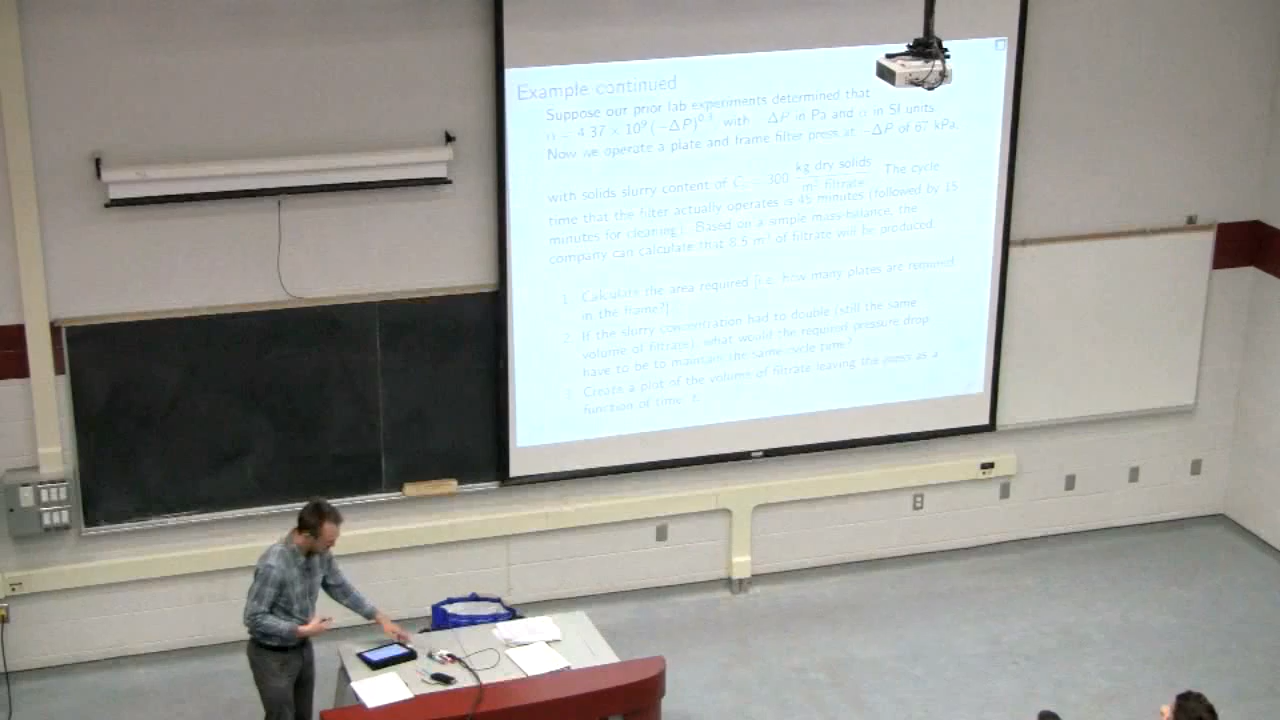 Example continued
Suppose our prior lab experiments determined that
α = 4.37 × 10⁹ (−ΔP)⁰·³, with −ΔP in Pa and α in SI units.
Now we operate a plate and frame filter press at −ΔP of 67 kPa,
with solids slurry content of Cₛ = 300 kg dry solids / m³ filtrate. The cycle
time that the filter actually operates is 45 minutes (followed by 15
minutes for cleaning). Based on a simple mass-balance, the
company can calculate that 8.5 m³ of filtrate will be produced.
1. Calculate the area required [i.e. how many plates are required
in the frame?]
2. If the slurry concentration had to double (still the same
volume of filtrate), what would the required pressure drop
have to be to maintain the same cycle time?
3. Create a plot of the volume of filtrate leaving the press as a
function of time, t.